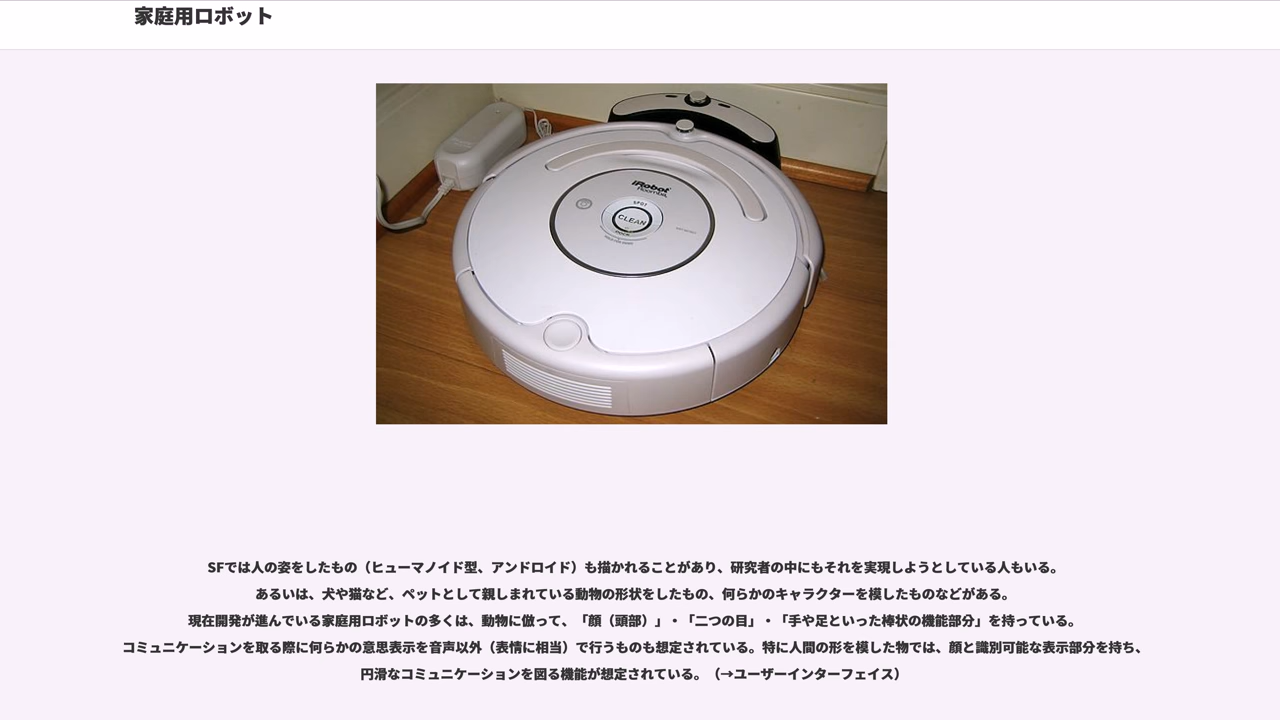 家庭用ロボット
iRobot
Roomba
SPOT
CLEAN
DOCK
SFでは人の姿をしたもの（ヒューマノイド型、アンドロイド）も描かれることがあり、研究者の中にもそれを実現しようとしている人もいる。
あるいは、犬や猫など、ペットとして親しまれている動物の形状をしたもの、何らかのキャラクターを模したものなどがある。
現在開発が進んでいる家庭用ロボットの多くは、動物に倣って、「顔（頭部）」・「二つの目」・「手や足といった棒状の機能部分」を持っている。
コミュニケーションを取る際に何らかの意思表示を音声以外（表情に相当）で行うものも想定されている。特に人間の形を模した物では、顔と識別可能な表示部分を持ち、
円滑なコミュニケーションを図る機能が想定されている。（→ユーザーインターフェイス）